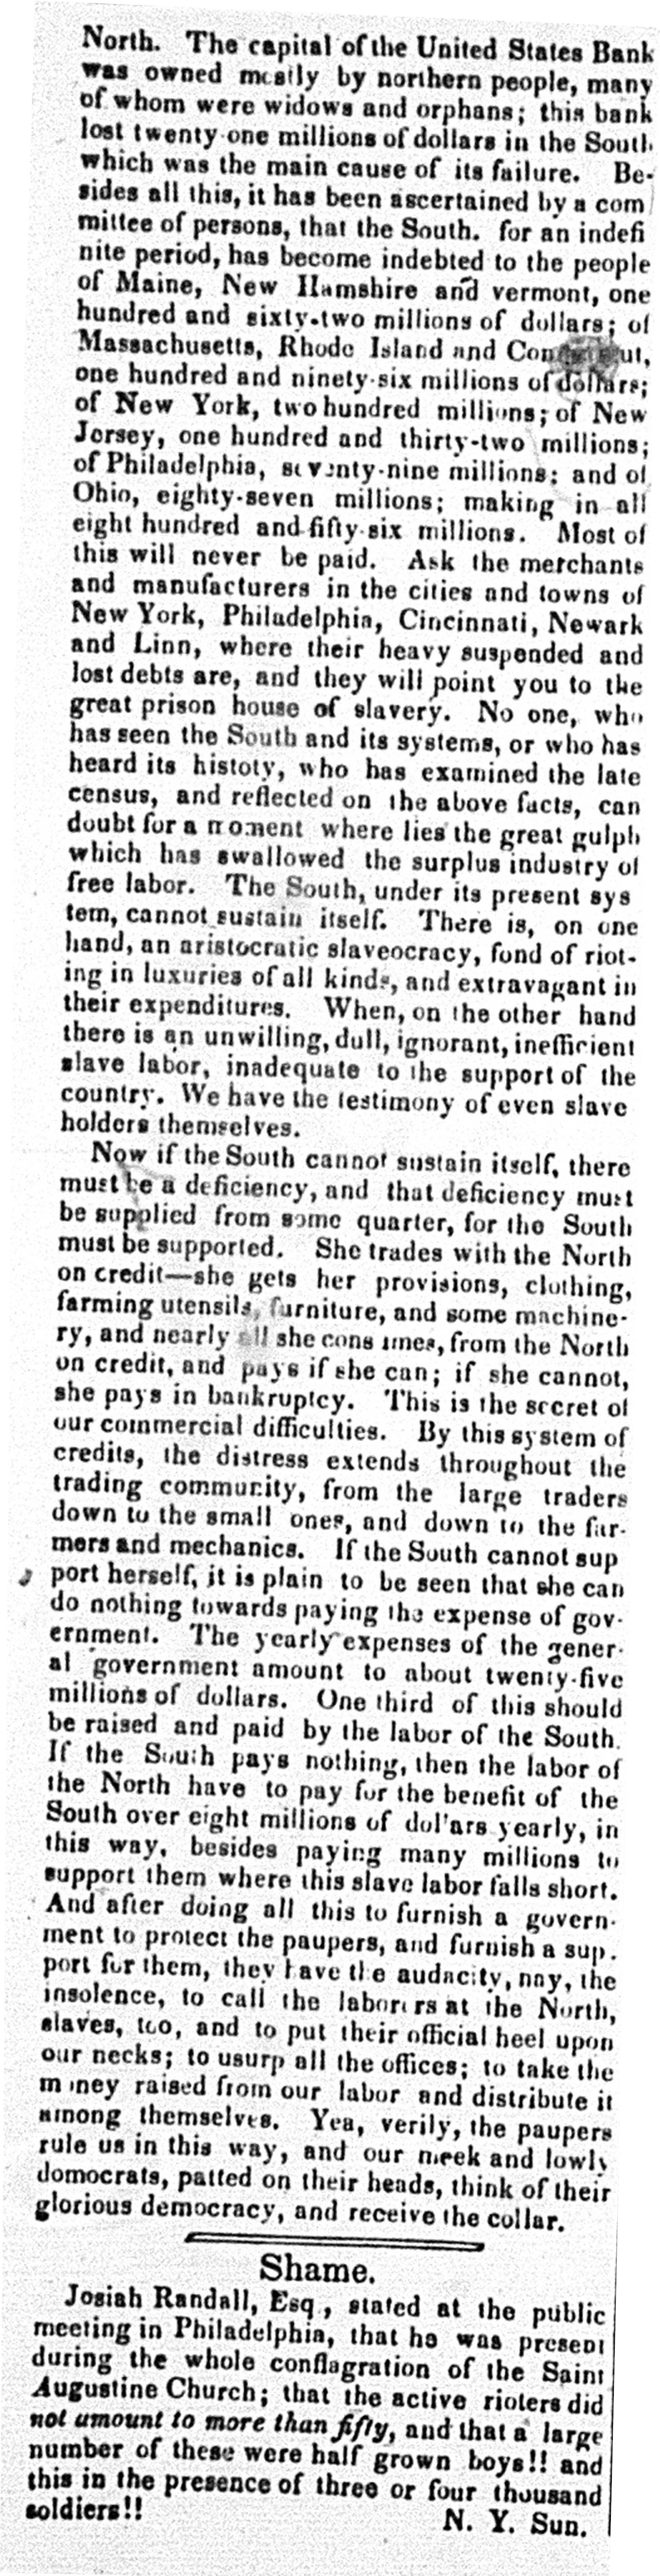 North. The capital of the United States Bank
was owned mostly by northern people, many
of whom were widows and orphans; this bank
lost twenty-one millions of dollars in the South
which was the main cause of its failure. Be-
sides all this, it has been ascertained by a com
mittee of persons, that the South. for an indefi
nite period, has become indebted to the people
of Maine, New Hamshire and vermont, one
hundred and sixty-two millions of dollars; of
Massachusetts, Rhode Island and Connecticut,
one hundred and ninety-six millions of dollars;
of New York, two hundred millions; of New
Jersey, one hundred and thirty-two millions;
of Philadelphia, seventy-nine millions; and of
Ohio, eighty-seven millions; making in all
eight hundred and fifty-six millions. Most of
this will never be paid. Ask the merchants
and manufacturers in the cities and towns of
New York, Philadelphia, Cincinnati, Newark
and Linn, where their heavy suspended and
lost debts are, and they will point you to the
great prison house of slavery. No one, who
has seen the South and its systems, or who has
heard its histoty, who has examined the late
census, and reflected on the above facts, can
doubt for a moment where lies the great gulph
which has swallowed the surplus industry of
free labor. The South, under its present sys
tem, cannot sustain itself. There is, on one
hand, an aristocratic slaveocracy, fond of riot-
ing in luxuries of all kinds, and extravagant in
their expenditures. When, on the other hand
there is an unwilling, dull, ignorant, inefficient
slave labor, inadequate to the support of the
country. We have the testimony of even slave
holders themselves.
Now if the South cannot sustain itself, there
must be a deficiency, and that deficiency must
be supplied from some quarter, for the South
must be supported. She trades with the North
on credit—she gets her provisions, clothing,
farming utensils, furniture, and some machine-
ry, and nearly all she consumes, from the North
on credit, and pays if she can; if she cannot,
she pays in bankruptcy. This is the secret of
our commercial difficulties. By this system of
credits, the distress extends throughout the
trading community, from the large traders
down to the small ones, and down to the far-
mers and mechanics. If the South cannot sup
port herself, it is plain to be seen that she can
do nothing towards paying the expense of gov-
ernment. The yearly expenses of the gener-
al government amount to about twenty-five
millions of dollars. One third of this should
be raised and paid by the labor of the South.
If the South pays nothing, then the labor of
the North have to pay for the benefit of the
South over eight millions of dollars yearly, in
this way, besides paying many millions to
support them where this slave labor falls short.
And after doing all this to furnish a govern-
ment to protect the paupers, and furnish a sup.
port for them, they have the audacity, nay, the
insolence, to call the laborers at the North,
slaves, too, and to put their official heel upon
our necks; to usurp all the offices; to take the
money raised from our labor and distribute it
among themselves. Yea, verily, the paupers
rule us in this way, and our meek and lowly
domocrats, patted on their heads, think of their
glorious democracy, and receive the collar.
Shame.
Josiah Randall, Esq., stated at the public
meeting in Philadelphia, that he was present
during the whole conflagration of the Saint
Augustine Church; that the active rioters did
not amount to more than fifty, and that a large
number of these were half grown boys!! and
this in the presence of three or four thousand
soldiers!! N. Y. Sun.